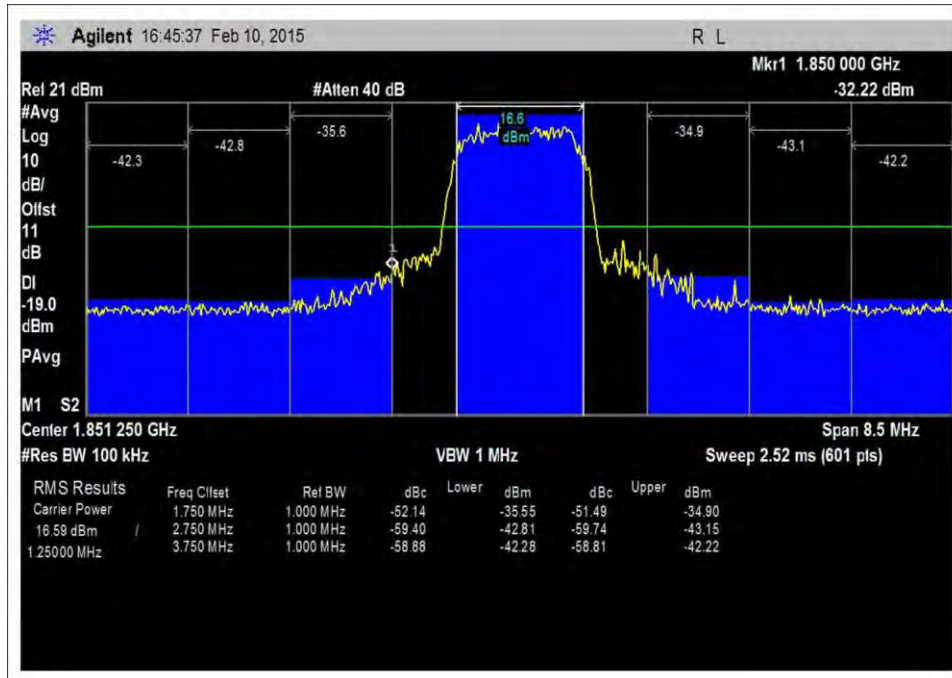 Agilent 16:45:37 Feb 10, 2015 R L
Mkr1 1.850 000 GHz
Ref 21 dBm #Atten 40 dB -32.22 dBm
#Avg
Log
10
dB/
Offst
11
dB
DI
-19.0
dBm
PAvg
M1 S2
-42.3
-42.8
-35.6
16.6
dBm
-34.9
-43.1
-42.2
1
Center 1.851 250 GHz Span 8.5 MHz
#Res BW 100 kHz VBW 1 MHz Sweep 2.52 ms (601 pts)
RMS Results Freq Offset Ref BW dBc Lower dBm dBc Upper dBm
Carrier Power 1.750 MHz 1.000 MHz -52.14 -35.55 -51.49 -34.90
16.59 dBm / 2.750 MHz 1.000 MHz -59.40 -42.81 -59.74 -43.15
1.25000 MHz 3.750 MHz 1.000 MHz -58.88 -42.28 -58.81 -42.22